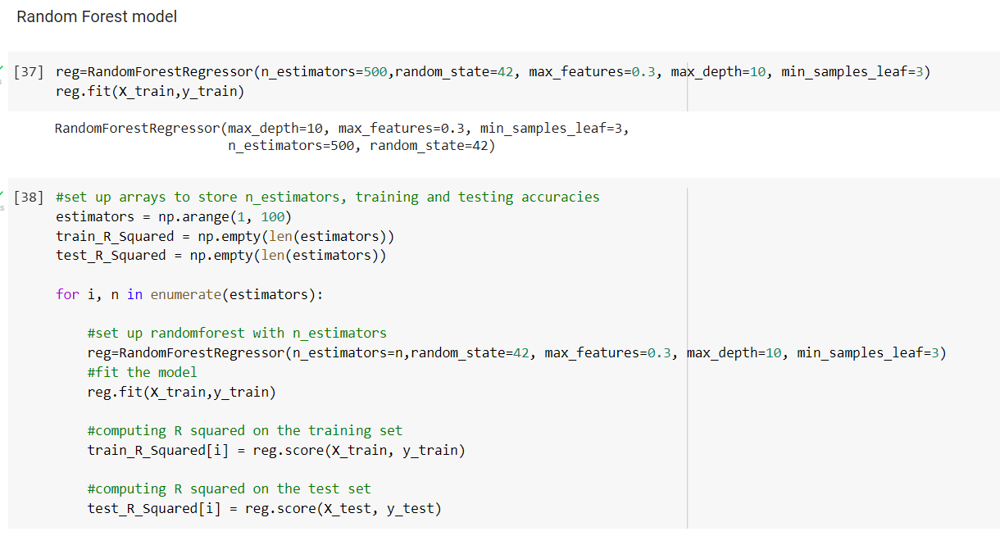 Random Forest model
[37] reg=RandomForestRegressor(n_estimators=500,random_state=42, max_features=0.3, max_depth=10, min_samples_leaf=3)
reg.fit(X_train,y_train)
RandomForestRegressor(max_depth=10, max_features=0.3, min_samples_leaf=3,
n_estimators=500, random_state=42)
[38] #set up arrays to store n_estimators, training and testing accuracies
estimators = np.arange(1, 100)
train_R_Squared = np.empty(len(estimators))
test_R_Squared = np.empty(len(estimators))
for i, n in enumerate(estimators):
#set up randomforest with n_estimators
reg=RandomForestRegressor(n_estimators=n,random_state=42, max_features=0.3, max_depth=10, min_samples_leaf=3)
#fit the model
reg.fit(X_train,y_train)
#computing R squared on the training set
train_R_Squared[i] = reg.score(X_train, y_train)
#computing R squared on the test set
test_R_Squared[i] = reg.score(X_test, y_test)